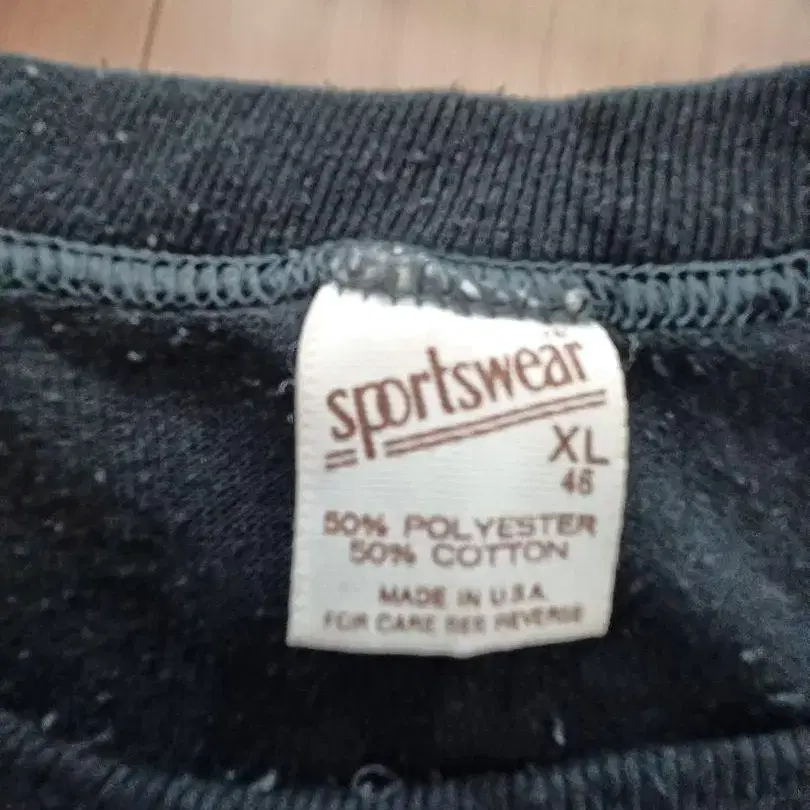 sportswear
XL
46
50% POLYESTER
50% COTTON
MADE IN U.S.A.
FOR CARE SEE REVERSE